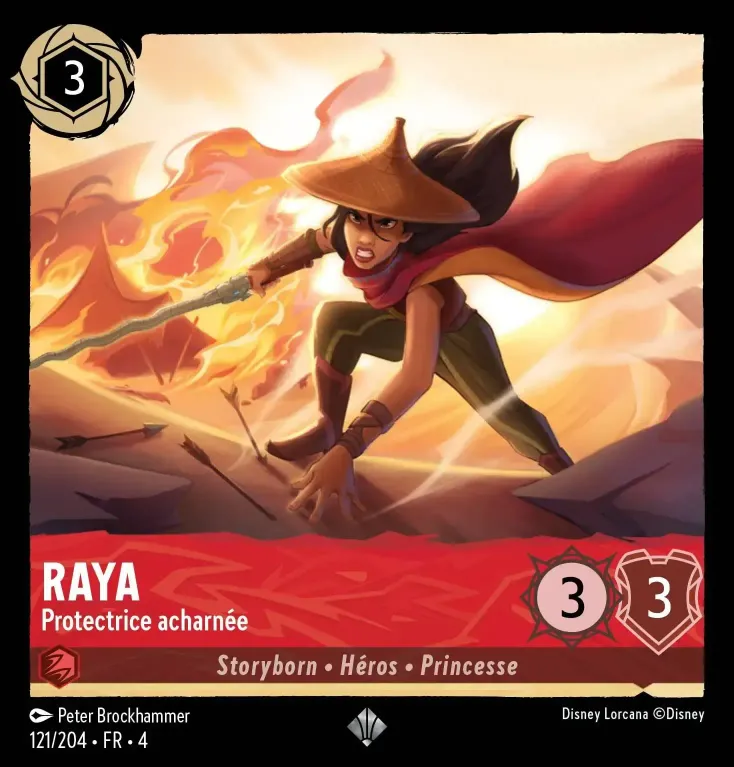 3
RAYA
Protectrice acharnée
3
3
Storyborn • Héros • Princesse
Peter Brockhammer
Disney Lorcana ©Disney
121/204 • FR • 4